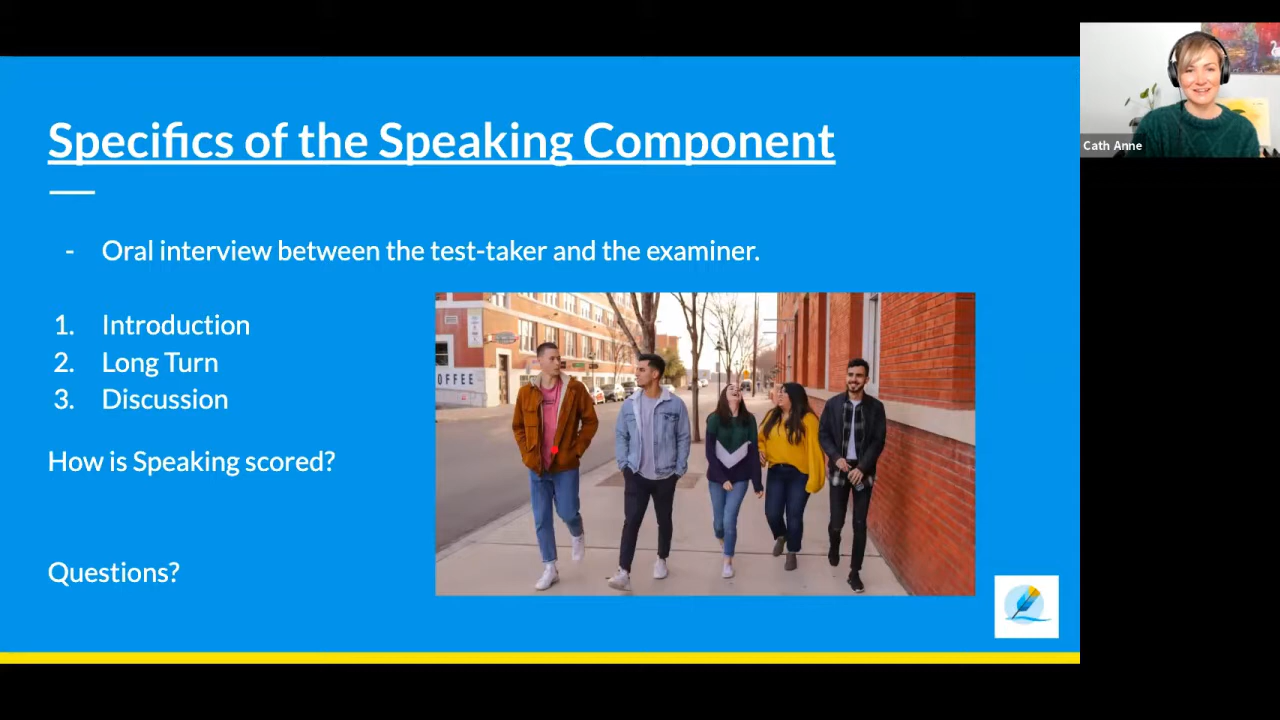 Specifics of the Speaking Component
- Oral interview between the test-taker and the examiner.
1. Introduction
2. Long Turn
3. Discussion
How is Speaking scored?
Questions?
OFFEE
Cath Anne